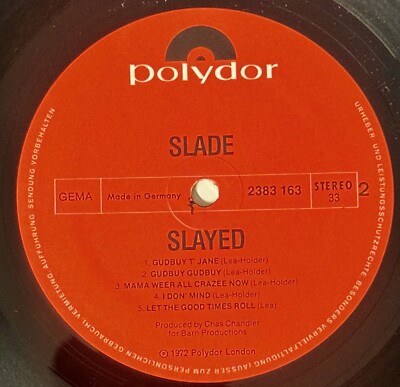 polydor
SLADE
GEMA
Made in Germany
2383 163
STEREO
33
2
SLAYED
1. GUDBUY T' JANE (Lea-Holder)
2. GUDBUY GUDBUY (Lea-Holder)
3. MAMA WEER ALL CRAZEE NOW (Lea-Holder)
4. I DON' MIND (Lea-Holder)
5. LET THE GOOD TIMES ROLL (Lea)
Produced by Chas Chandler
for Barn Productions
℗ 1972 Polydor London
URHEBER- UND LEISTUNGSSCHUTZRECHTE BESONDERS VERVIELFÄLTIGUNG (AUSSER ZUM PERSÖNLICHEN GEBRAUCH), VERMIETUNG AUFFÜHRUNG SENDUNG VORBEHALTEN